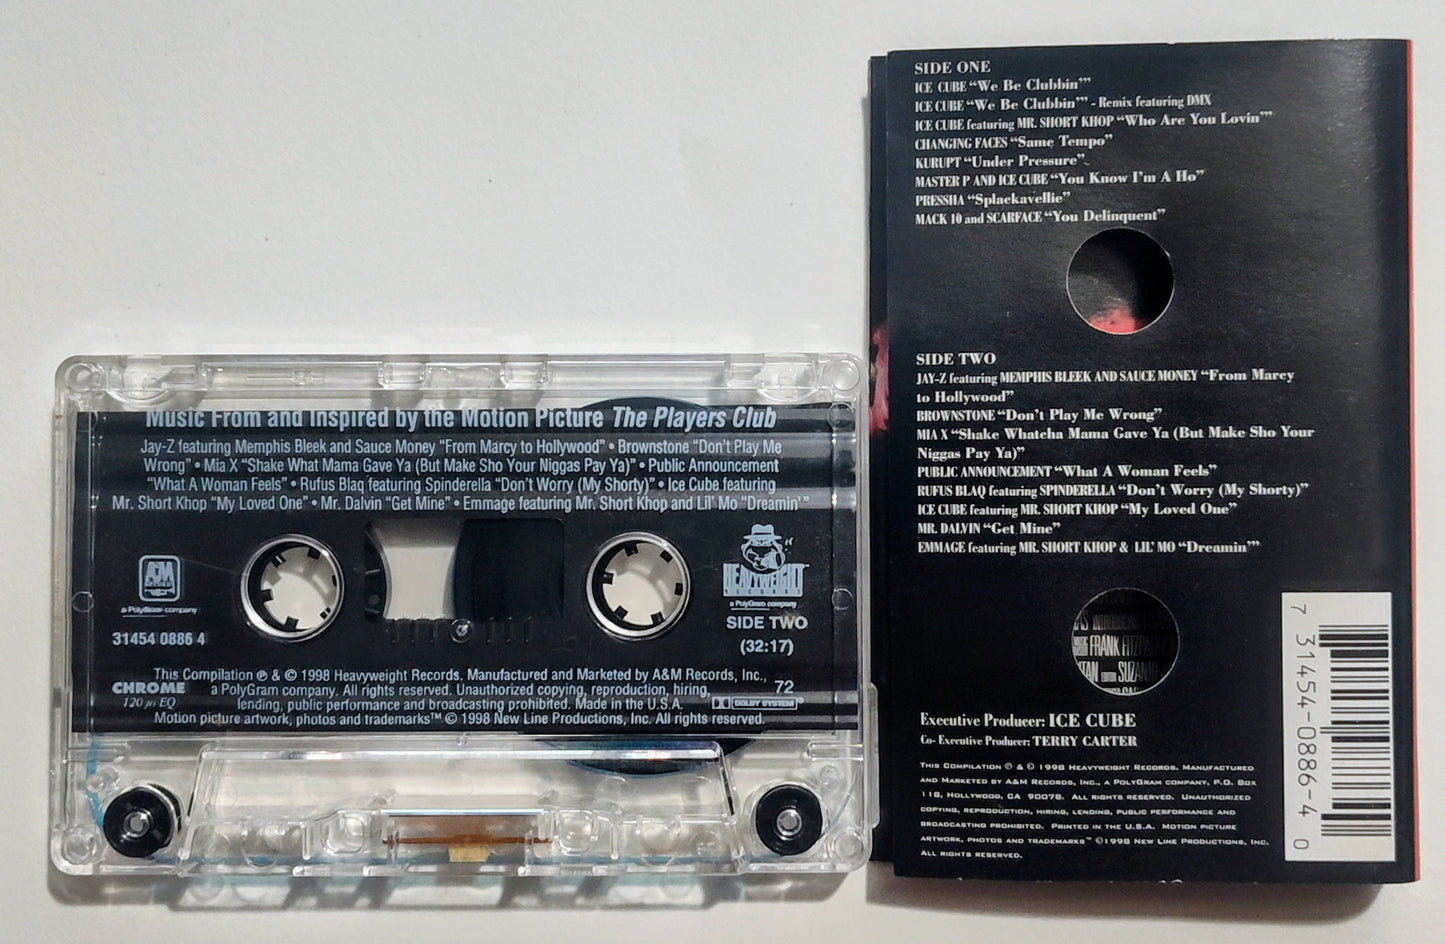 Music From and Inspired by the Motion Picture The Players Club
Jay-Z featuring Memphis Bleek and Sauce Money “From Marcy to Hollywood” • Brownstone “Don't Play Me
Wrong” • Mia X “Shake What Mama Gave Ya (But Make Sho Your Niggas Pay Ya)” • Public Announcement
“What A Woman Feels” • Rufus Blaq featuring Spinderella “Don't Worry (My Shorty)” • Ice Cube featuring
Mr. Short Khop “My Loved One” • Mr. Dalvin “Get Mine” • Emmage featuring Mr. Short Khop and Lil' Mo “Dreamin' ”
A&M
RECORDS
a PolyGram company
31454 0886 4
HEAVYWEIGHT
RECORDS
a PolyGram company
SIDE TWO
(32:17)
This Compilation ℗ & © 1998 Heavyweight Records. Manufactured and Marketed by A&M Records, Inc.,
CHROME
a PolyGram company. All rights reserved. Unauthorized copying, reproduction, hiring,
72
120 μs EQ
lending, public performance and broadcasting prohibited. Made in the U.S.A.
DOLBY SYSTEM®
Motion picture artwork, photos and trademarks™ © 1998 New Line Productions, Inc. All rights reserved.
SIDE ONE
ICE CUBE “We Be Clubbin'”
ICE CUBE “We Be Clubbin'” - Remix featuring DMX
ICE CUBE featuring MR. SHORT KHOP “Who Are You Lovin'”
CHANGING FACES “Same Tempo”
KURUPT “Under Pressure”
MASTER P AND ICE CUBE “You Know I'm A Ho”
PRESSHA “Splackavellie”
MACK 10 and SCARFACE “You Delinquent”
SIDE TWO
JAY-Z featuring MEMPHIS BLEEK AND SAUCE MONEY “From Marcy
to Hollywood”
BROWNSTONE “Don't Play Me Wrong”
MIA X “Shake Whatcha Mama Gave Ya (But Make Sho Your
Niggas Pay Ya)”
PUBLIC ANNOUNCEMENT “What A Woman Feels”
RUFUS BLAQ featuring SPINDERELLA “Don't Worry (My Shorty)”
ICE CUBE featuring MR. SHORT KHOP “My Loved One”
MR. DALVIN “Get Mine”
EMMAGE featuring MR. SHORT KHOP & LIL' MO “Dreamin'”
INTRODUCING
FRANK FITZPATRIC
EDITOR SUZANNE
Executive Producer: ICE CUBE
Co- Executive Producer: TERRY CARTER
This Compilation ℗ & © 1998 Heavyweight Records. Manufactured
and Marketed by A&M Records, Inc., a PolyGram company, P.O. Box
118, Hollywood, CA 90078. All rights reserved. Unauthorized
copying, reproduction, hiring, lending, public performance and
broadcasting prohibited. Printed in the U.S.A. Motion picture
artwork, photos and trademarks™ ©1998 New Line Productions, Inc.
All rights reserved.
7 31454-0886-4 0